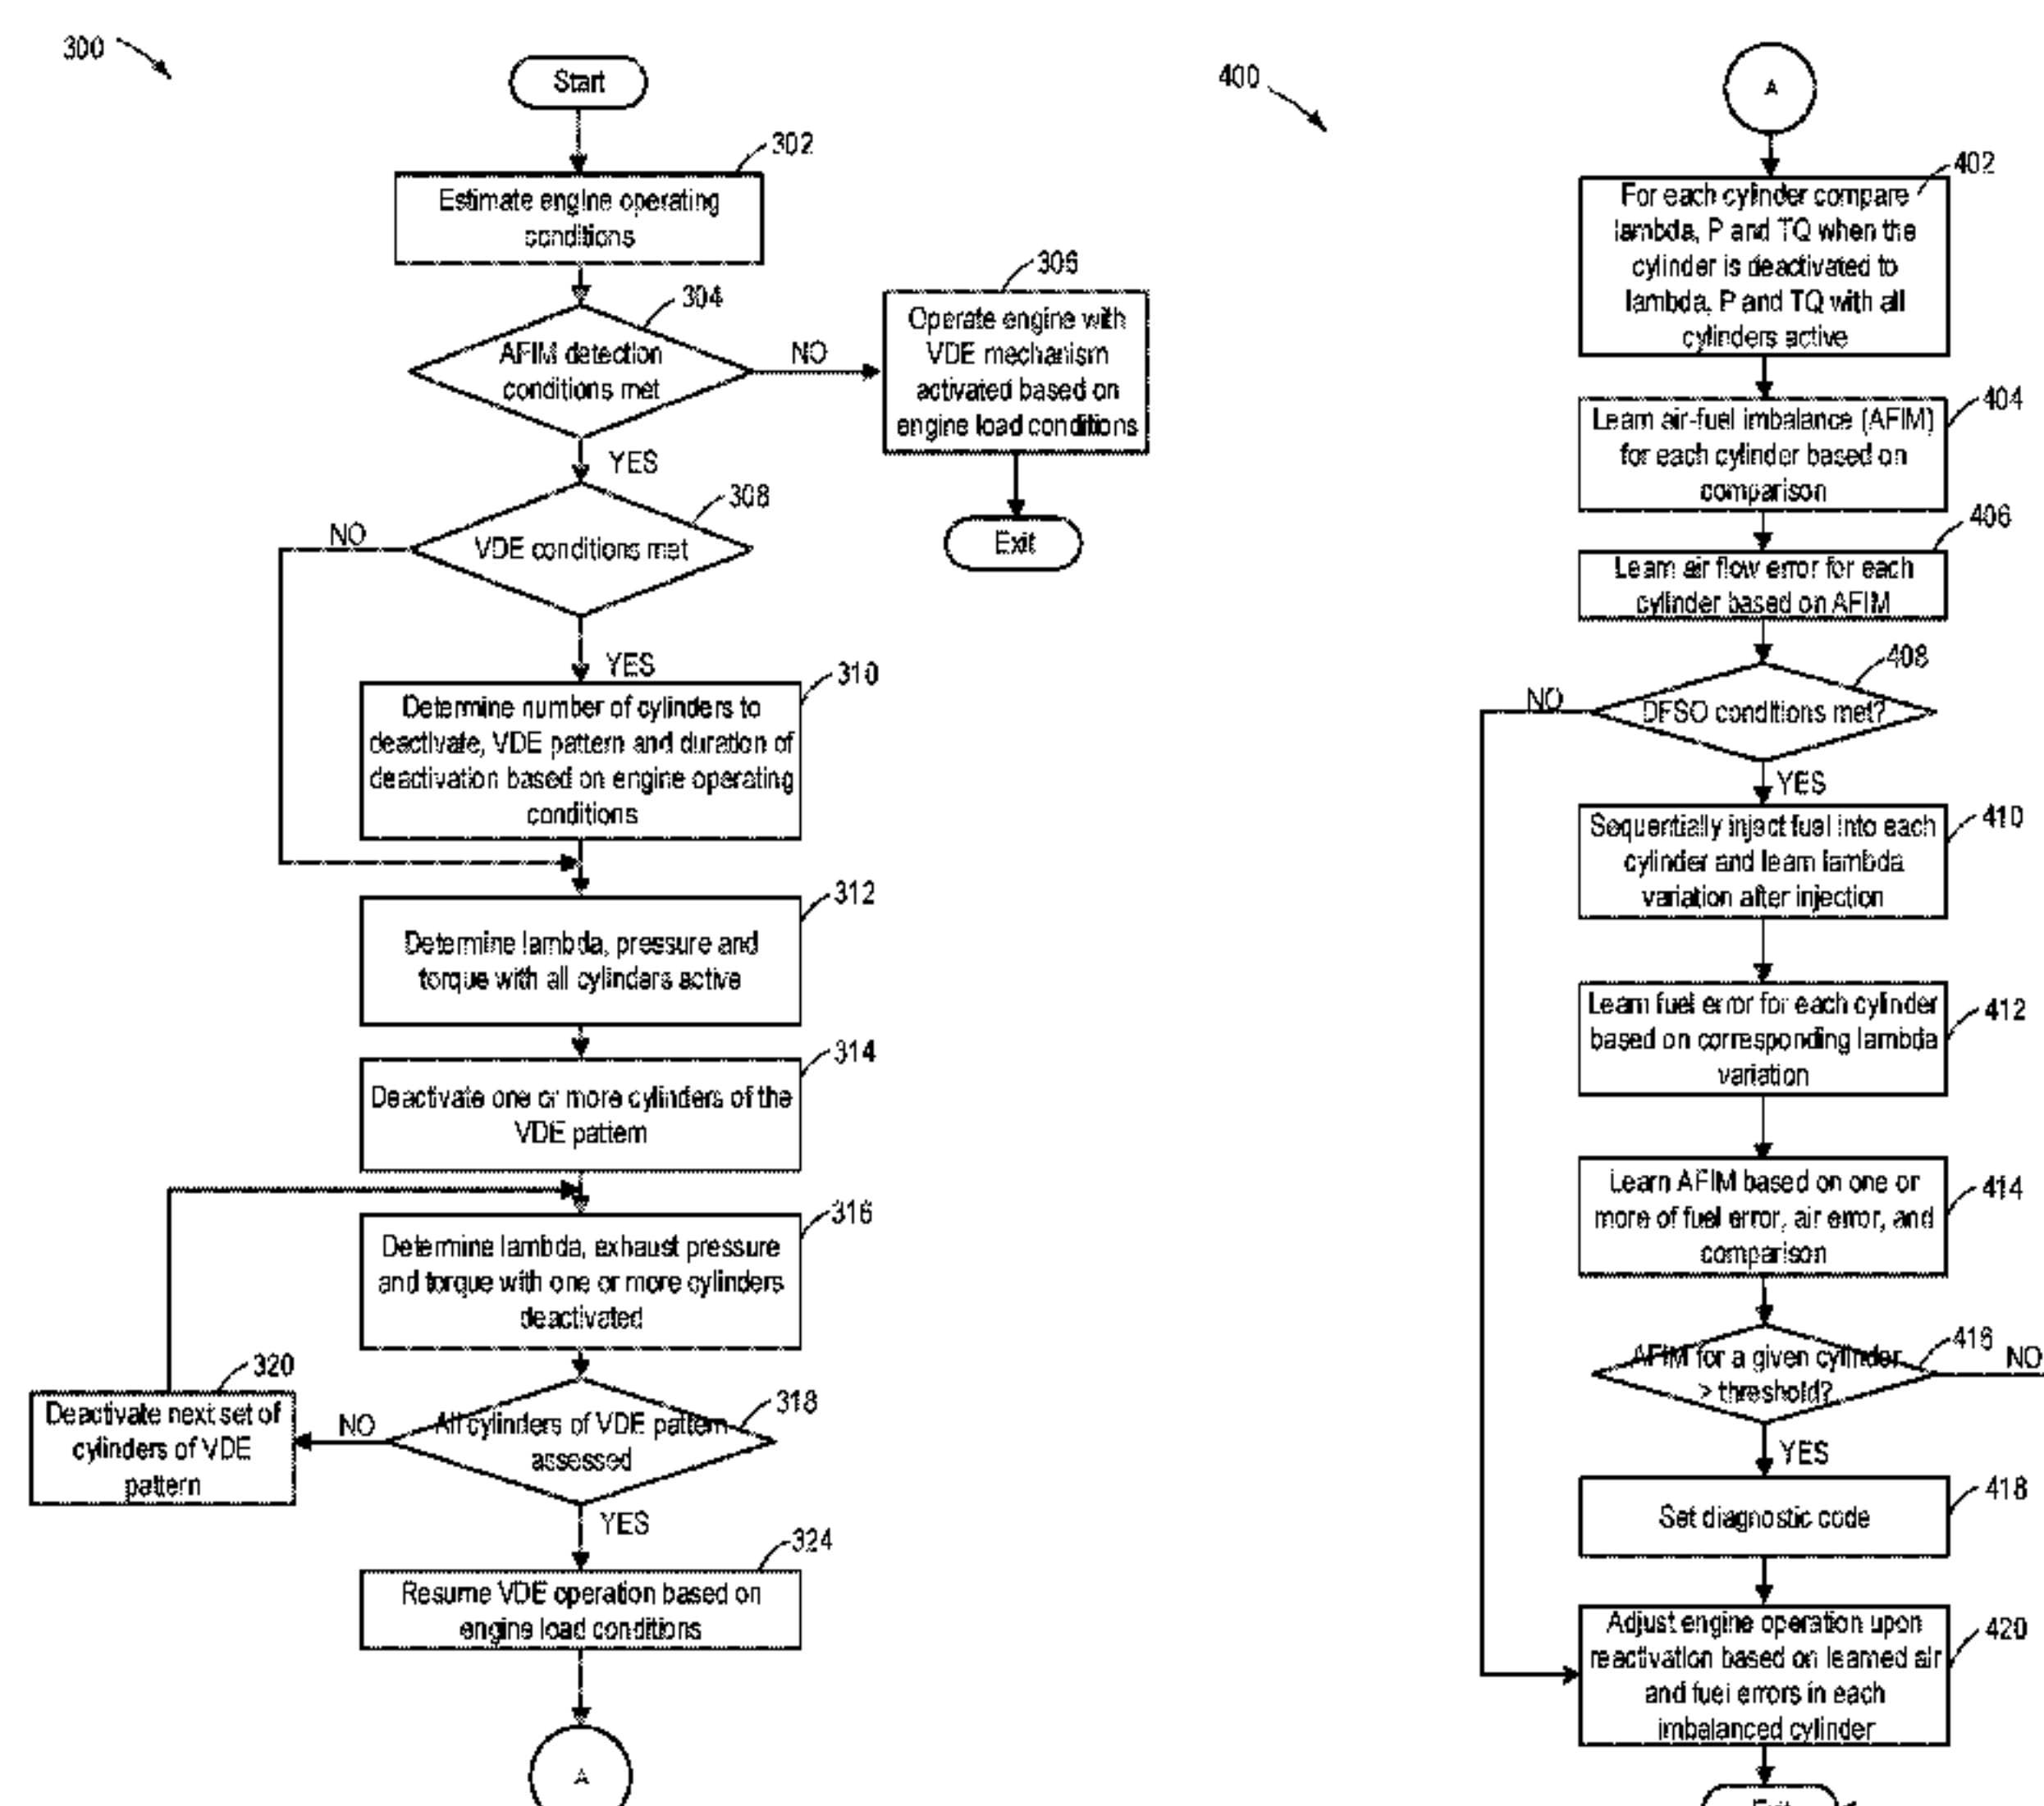 300
Start
302
Estimate engine operating
conditions
304
AFIM detection
conditions met
NO
306
Operate engine with
VDE mechanism
activated based on
engine load conditions
Exit
YES
308
VDE conditions met
NO
YES
310
Determine number of cylinders to
deactivate, VDE pattern and duration of
deactivation based on engine operating
conditions
312
Determine lambda, pressure and
torque with all cylinders active
314
Deactivate one or more cylinders of the
VDE pattern
316
Determine lambda, exhaust pressure
and torque with one or more cylinders
deactivated
318
All cylinders of VDE pattern
assessed
NO
320
Deactivate next set of
cylinders of VDE
pattern
YES
324
Resume VDE operation based on
engine load conditions
A
400
A
402
For each cylinder compare
lambda, P and TQ when the
cylinder is deactivated to
lambda, P and TQ with all
cylinders active
404
Learn air-fuel imbalance (AFIM)
for each cylinder based on
comparison
406
Learn air flow error for each
cylinder based on AFIM
408
DFSO conditions met?
NO
YES
410
Sequentially inject fuel into each
cylinder and learn lambda
variation after injection
412
Learn fuel error for each cylinder
based on corresponding lambda
variation
414
Learn AFIM based on one or
more of fuel error, air error, and
comparison
416
AFIM for a given cylinder
> threshold?
NO
YES
418
Set diagnostic code
420
Adjust engine operation upon
reactivation based on learned air
and fuel errors in each
imbalanced cylinder
Exit